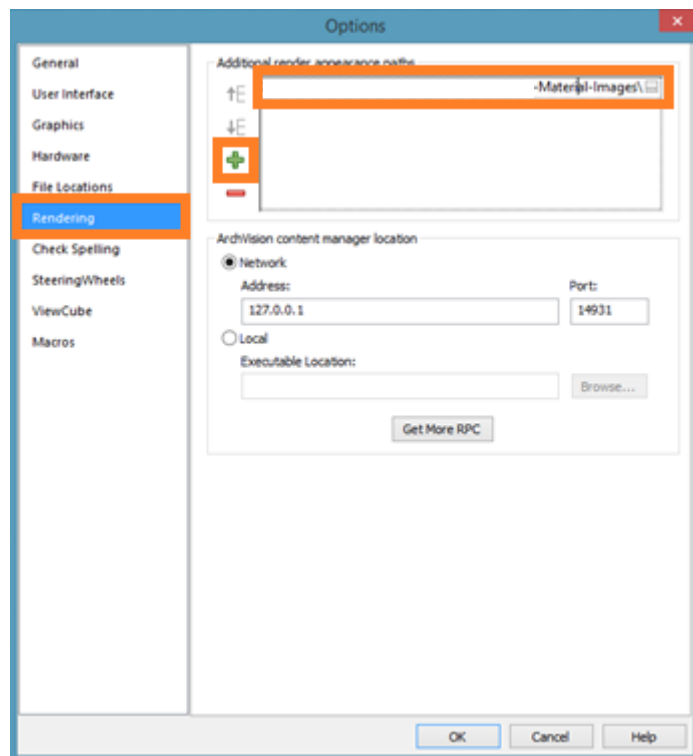 Options
General
User Interface
Graphics
Hardware
File Locations
Rendering
Check Spelling
SteeringWheels
ViewCube
Macros
Additional render appearance paths
-Material-Images\
ArchVision content manager location
Network
Address:
Port:
127.0.0.1
14931
Local
Executable Location:
Browse...
Get More RPC
OK
Cancel
Help